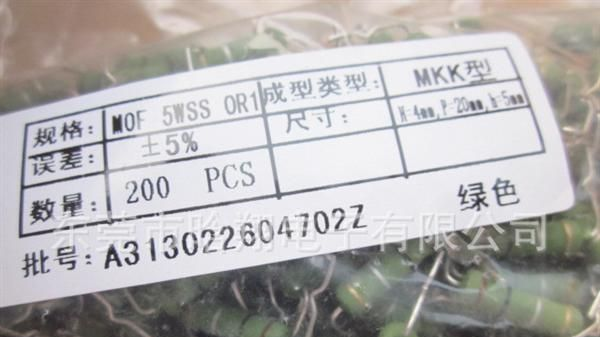 规格: MOF 5WSS 0R1 成型类型: MKK型
误差: ±5% 尺寸: H=4mm,P=20mm,h=5mm
数量: 200 PCS
批号: A313022604702Z 绿色
东莞市哈翔电子有限公司